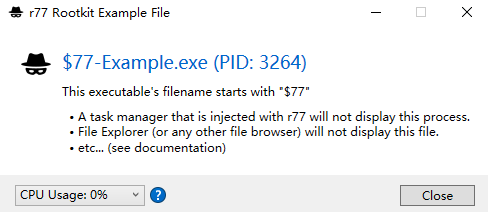 r77 Rootkit Example File
$77-Example.exe (PID: 3264)
This executable's filename starts with "$77"
• A task manager that is injected with r77 will not display this process.
• File Explorer (or any other file browser) will not display this file.
• etc... (see documentation)
CPU Usage: 0%
?
Close